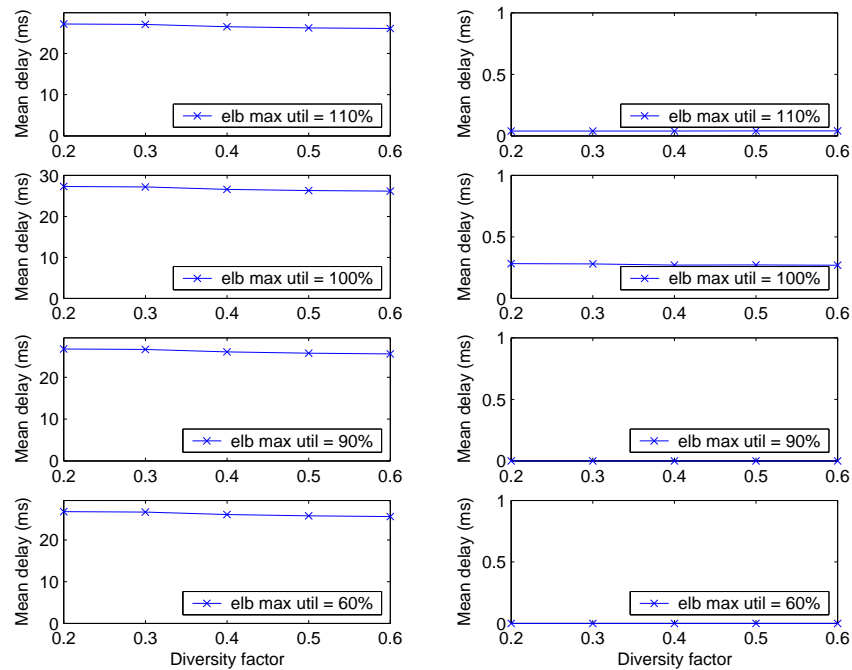 Mean delay (ms)
20
10
0
0.2 0.3 0.4 0.5 0.6
elb max util = 110%
Mean delay (ms)
1
0.5
0
0.2 0.3 0.4 0.5 0.6
elb max util = 110%
Mean delay (ms)
30
20
10
0
0.2 0.3 0.4 0.5 0.6
elb max util = 100%
Mean delay (ms)
1
0.5
0
0.2 0.3 0.4 0.5 0.6
elb max util = 100%
Mean delay (ms)
20
10
0
0.2 0.3 0.4 0.5 0.6
elb max util = 90%
Mean delay (ms)
1
0.5
0
0.2 0.3 0.4 0.5 0.6
elb max util = 90%
Mean delay (ms)
20
10
0
0.2 0.3 0.4 0.5 0.6
elb max util = 60%
Diversity factor
Mean delay (ms)
1
0.5
0
0.2 0.3 0.4 0.5 0.6
elb max util = 60%
Diversity factor